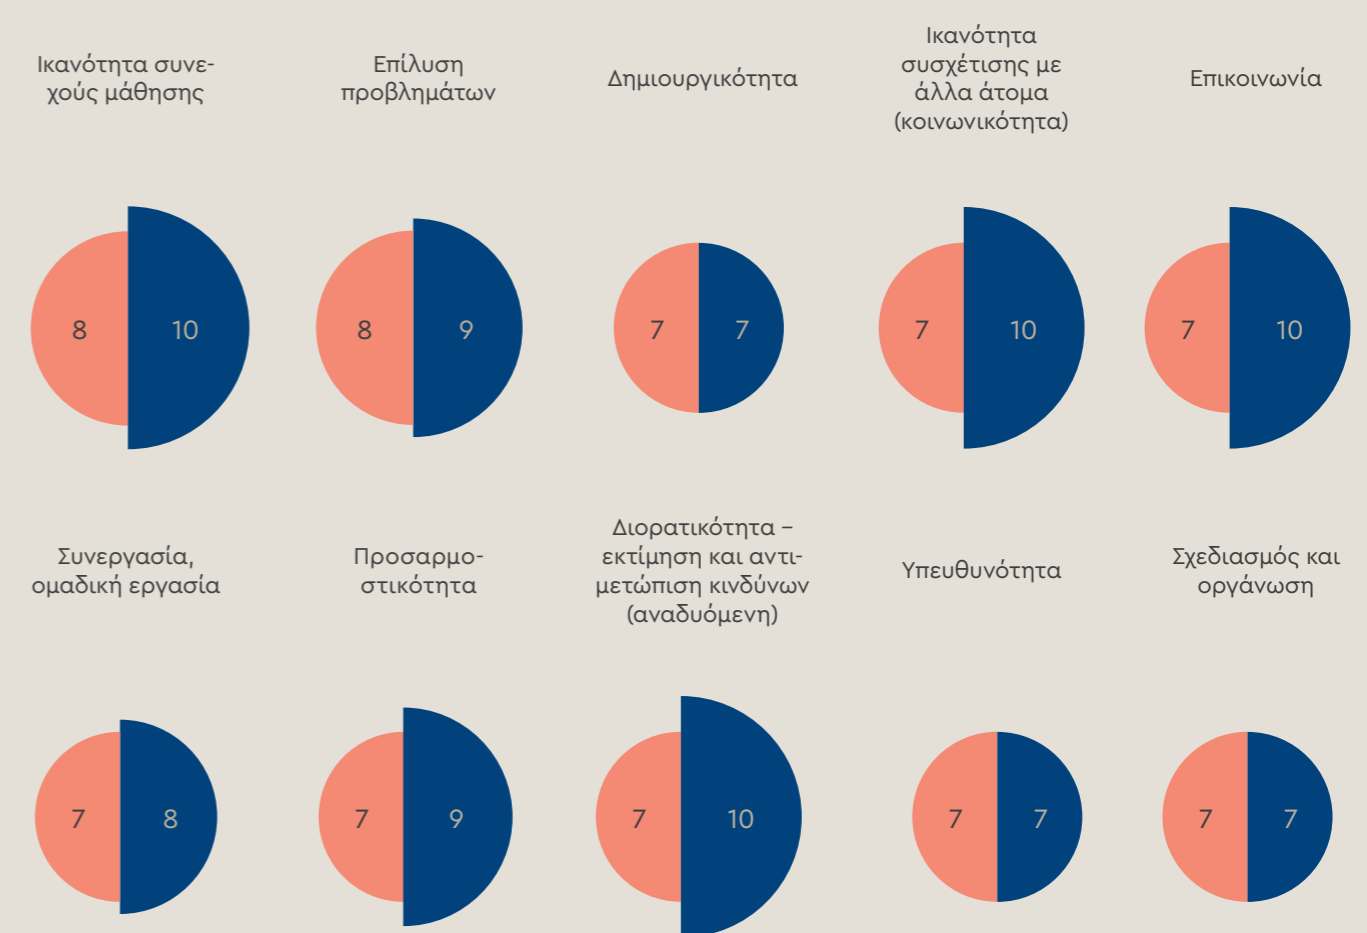 Ικανότητα συνε-
χούς μάθησης
Επίλυση
προβλημάτων
Δημιουργικότητα
Ικανότητα
συσχέτισης με
άλλα άτομα
(κοινωνικότητα)
Επικοινωνία
8 10
8 9
7 7
7 10
7 10
Συνεργασία,
ομαδική εργασία
Προσαρμο-
στικότητα
Διορατικότητα –
εκτίμηση και αντι-
μετώπιση κινδύνων
(αναδυόμενη)
Υπευθυνότητα
Σχεδιασμός και
οργάνωση
7 8
7 9
7 10
7 7
7 7